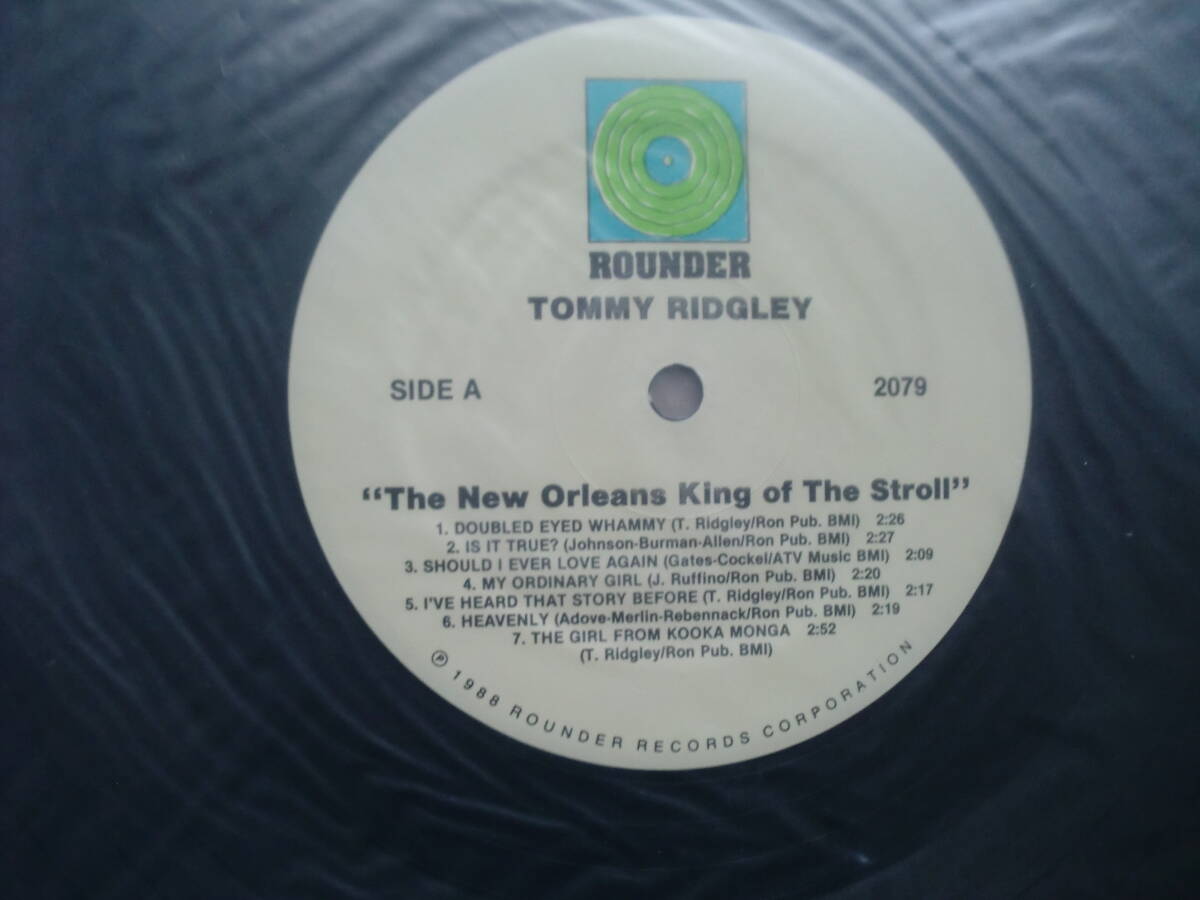 ROUNDER
TOMMY RIDGLEY
SIDE A
2079
"The New Orleans King of The Stroll"
1. DOUBLED EYED WHAMMY (T. Ridgley/Ron Pub. BMI) 2:26
2. IS IT TRUE? (Johnson-Burman-Allen/Ron Pub. BMI) 2:27
3. SHOULD I EVER LOVE AGAIN (Gates-Cockel/ATV Music BMI) 2:09
4. MY ORDINARY GIRL (J. Ruffino/Ron Pub. BMI) 2:20
5. I'VE HEARD THAT STORY BEFORE (T. Ridgley/Ron Pub. BMI) 2:17
6. HEAVENLY (Adove-Merlin-Rebennack/Ron Pub. BMI) 2:19
7. THE GIRL FROM KOOKA MONGA 2:52
(T. Ridgley/Ron Pub. BMI)
℗ 1988 ROUNDER RECORDS CORPORATION